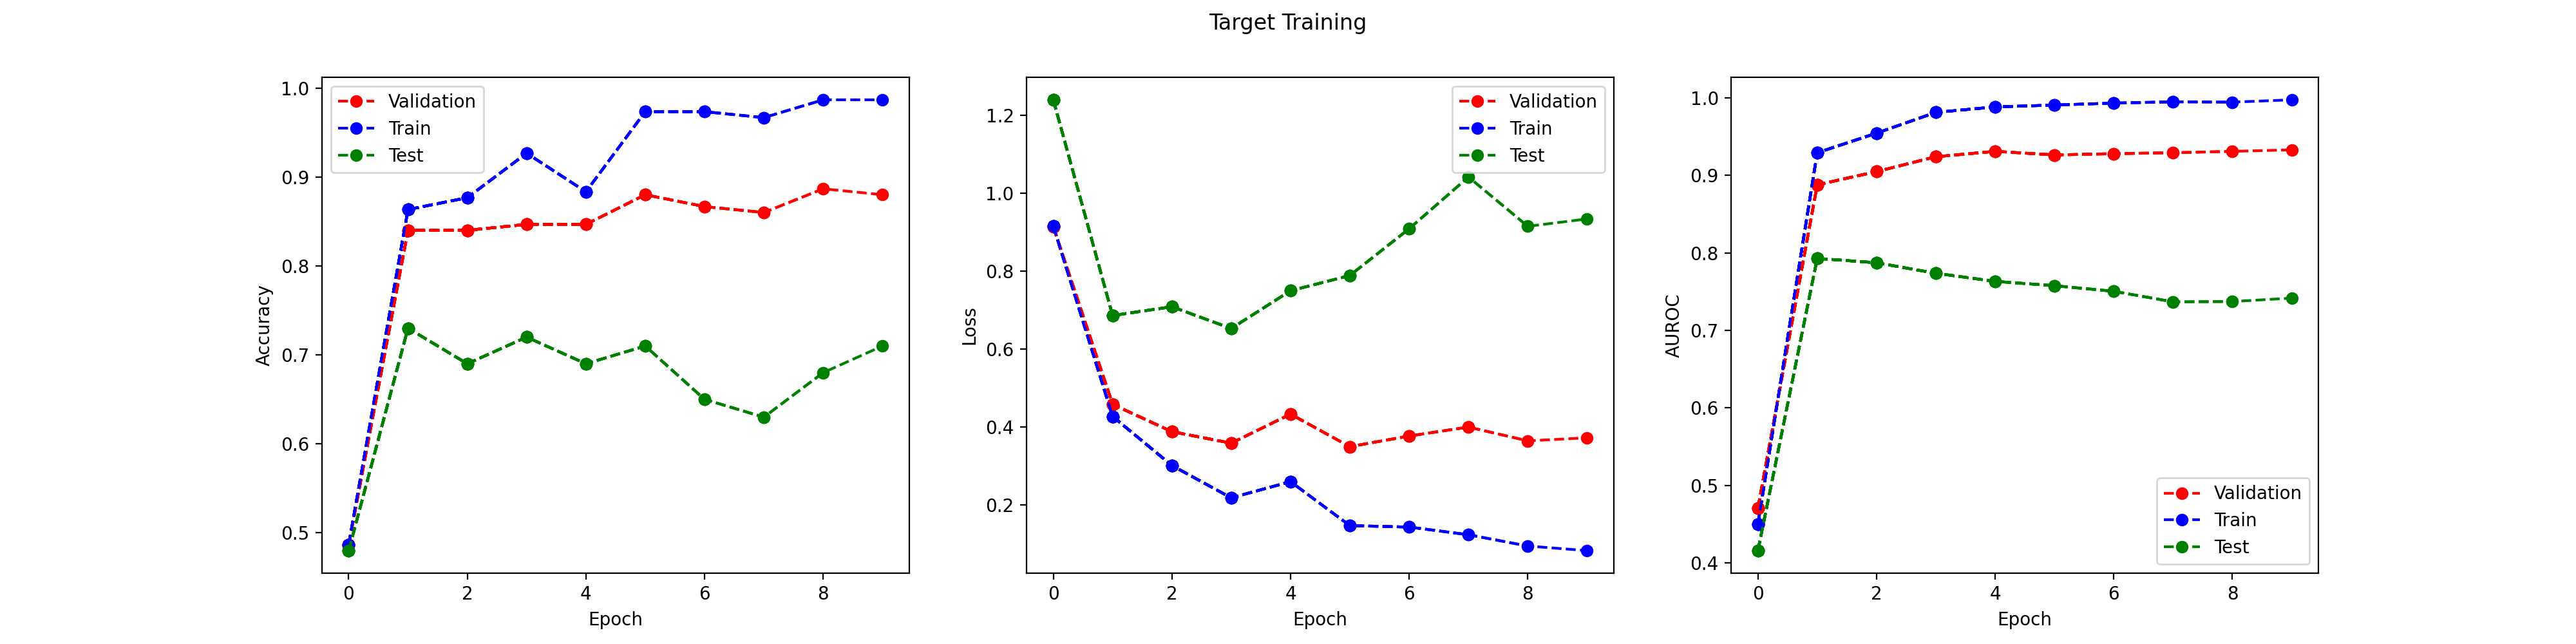 Target Training
1.0
0.9
0.8
0.7
0.6
0.5
Accuracy
Validation
Train
Test
0 2 4 6 8
Epoch
1.2
1.0
0.8
0.6
0.4
0.2
Loss
Validation
Train
Test
0 2 4 6 8
Epoch
1.0
0.9
0.8
0.7
0.6
0.5
0.4
AUROC
Validation
Train
Test
0 2 4 6 8
Epoch